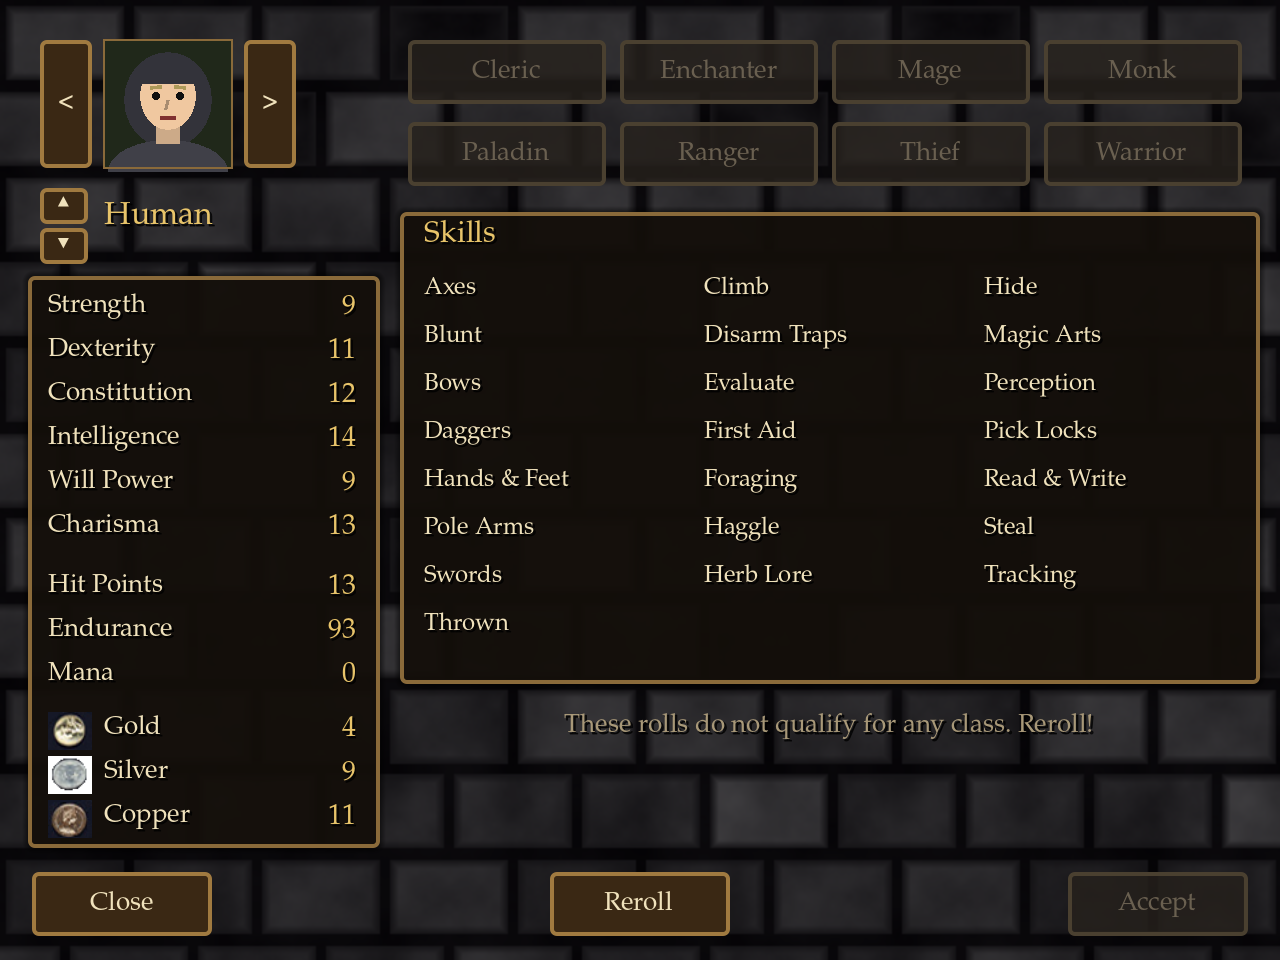 <
>
Cleric
Enchanter
Mage
Monk
Paladin
Ranger
Thief
Warrior
▲
▼
Human
Strength 9
Dexterity 11
Constitution 12
Intelligence 14
Will Power 9
Charisma 13
Hit Points 13
Endurance 93
Mana 0
Gold 4
Silver 9
Copper 11
Skills
Axes
Climb
Hide
Blunt
Disarm Traps
Magic Arts
Bows
Evaluate
Perception
Daggers
First Aid
Pick Locks
Hands & Feet
Foraging
Read & Write
Pole Arms
Haggle
Steal
Swords
Herb Lore
Tracking
Thrown
These rolls do not qualify for any class. Reroll!
Close
Reroll
Accept